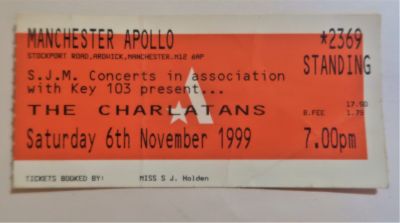 MANCHESTER APOLLO *2369
STOCKPORT ROAD,ARDWICK,MANCHESTER.M12 6AP STANDING
S.J.M. Concerts in association
with Key 103 present...
THE CHARLATANS 17.50
B.FEE 1.75
Saturday 6th November 1999 7.00pm
TICKETS BOOKED BY: MISS S J. Holden